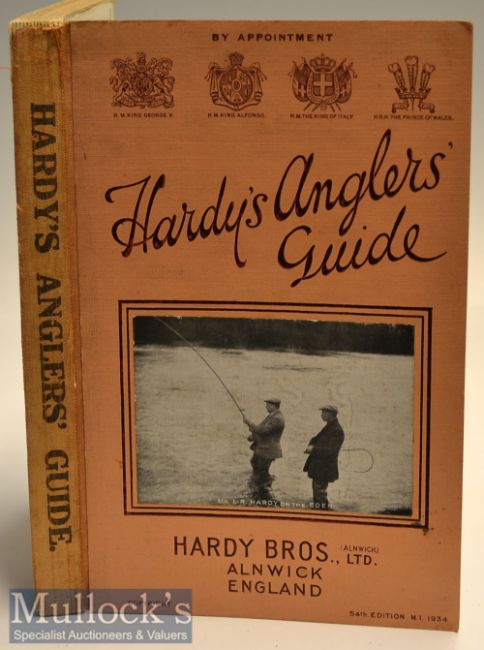 BY APPOINTMENT
H.M. KING GEORGE V.
H.M. KING ALFONSO.
H.M. THE KING OF ITALY.
H.R.H. THE PRINCE OF WALES.
Hardy's Anglers' Guide
HARDY'S ANGLERS' GUIDE.
MR L.R. HARDY ON THE EDEN
HARDY BROS., (ALNWICK) LTD.
ALNWICK
ENGLAND
COPYRIGHT
54th. EDITION M.I. 1934
Mullock's
Specialist Auctioneers & Valuers